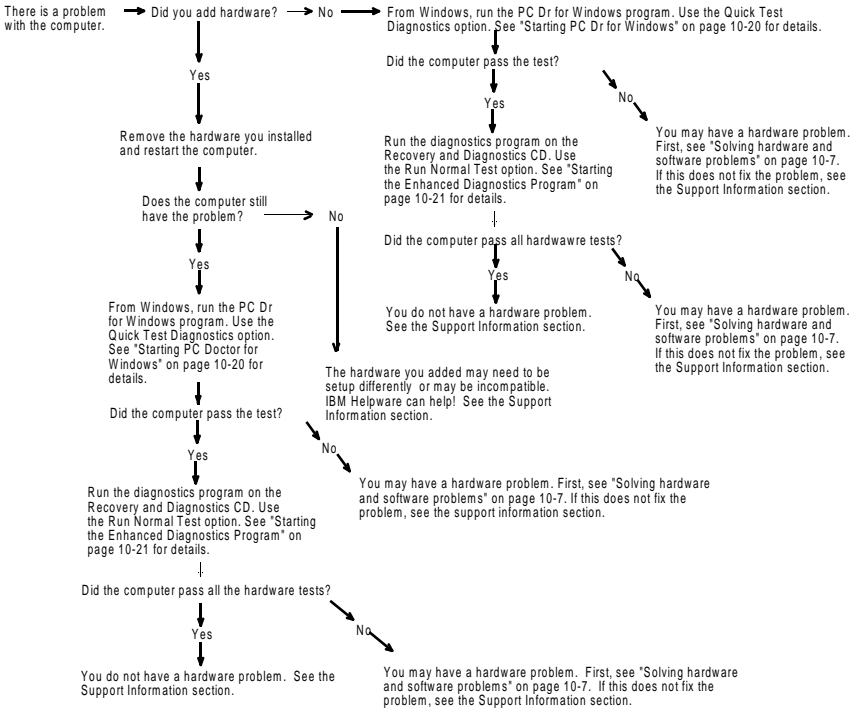 There is a problem
with the computer.
Did you add hardware?
No
From Windows, run the PC Dr for Windows program. Use the Quick Test
Diagnostics option. See "Starting PC Dr for Windows" on page 10-20 for details.
Did the computer pass the test?
No
Yes
You may have a hardware problem.
First, see "Solving hardware and
software problems" on page 10-7.
If this does not fix the problem, see
the Support Information section.
Run the diagnostics program on the
Recovery and Diagnostics CD. Use
the Run Normal Test option. See "Starting
the Enhanced Diagnostics Program" on
page 10-21 for details.
Did the computer pass all hardwawre tests?
Yes
No
You do not have a hardware problem.
See the Support Information section.
You may have a hardware problem.
First, see "Solving hardware and
software problems" on page 10-7.
If this does not fix the problem, see
the Support Information section.
Yes
Remove the hardware you installed
and restart the computer.
Does the computer still
have the problem?
No
Yes
The hardware you added may need to be
setup differently or may be incompatible.
IBM Helpware can help! See the Support
Information section.
From Windows, run the PC Dr
for Windows program. Use the
Quick Test Diagnostics option.
See "Starting PC Doctor for
Windows" on page 10-20 for
details.
Did the computer pass the test?
No
Yes
You may have a hardware problem. First, see "Solving hardware
and software problems" on page 10-7. If this does not fix the
problem, see the support information section.
Run the diagnostics program on the
Recovery and Diagnostics CD. Use
the Run Normal Test option. See "Starting
the Enhanced Diagnostics Program" on
page 10-21 for details.
Did the computer pass all the hardware tests?
Yes
No
You do not have a hardware problem. See the
Support Information section.
You may have a hardware problem. First, see "Solving hardware
and software problems" on page 10-7. If this does not fix the
problem, see the Support Information section.